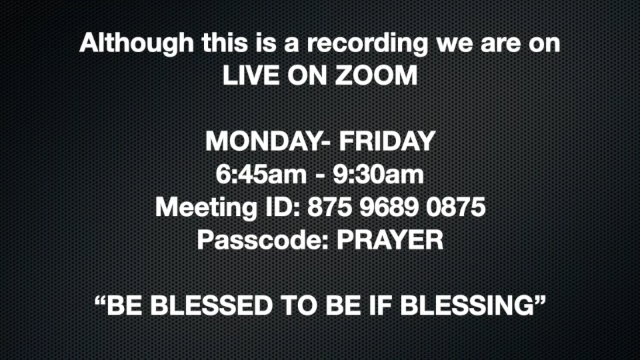 Although this is a recording we are on
LIVE ON ZOOM
MONDAY- FRIDAY
6:45am - 9:30am
Meeting ID: 875 9689 0875
Passcode: PRAYER
“BE BLESSED TO BE IF BLESSING”